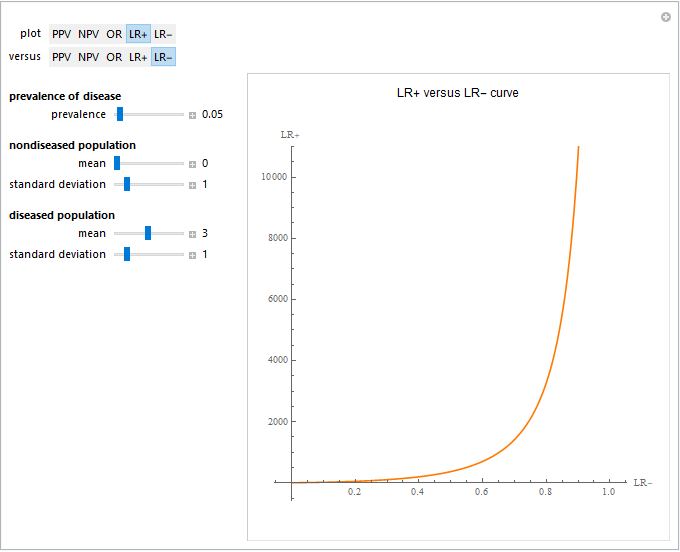 plot PPV NPV OR LR+ LR−
versus PPV NPV OR LR+ LR−
prevalence of disease
prevalence 0.05
nondiseased population
mean 0
standard deviation 1
diseased population
mean 3
standard deviation 1
LR+ versus LR− curve
LR+
10000
8000
6000
4000
2000
0.2 0.4 0.6 0.8 1.0 LR−